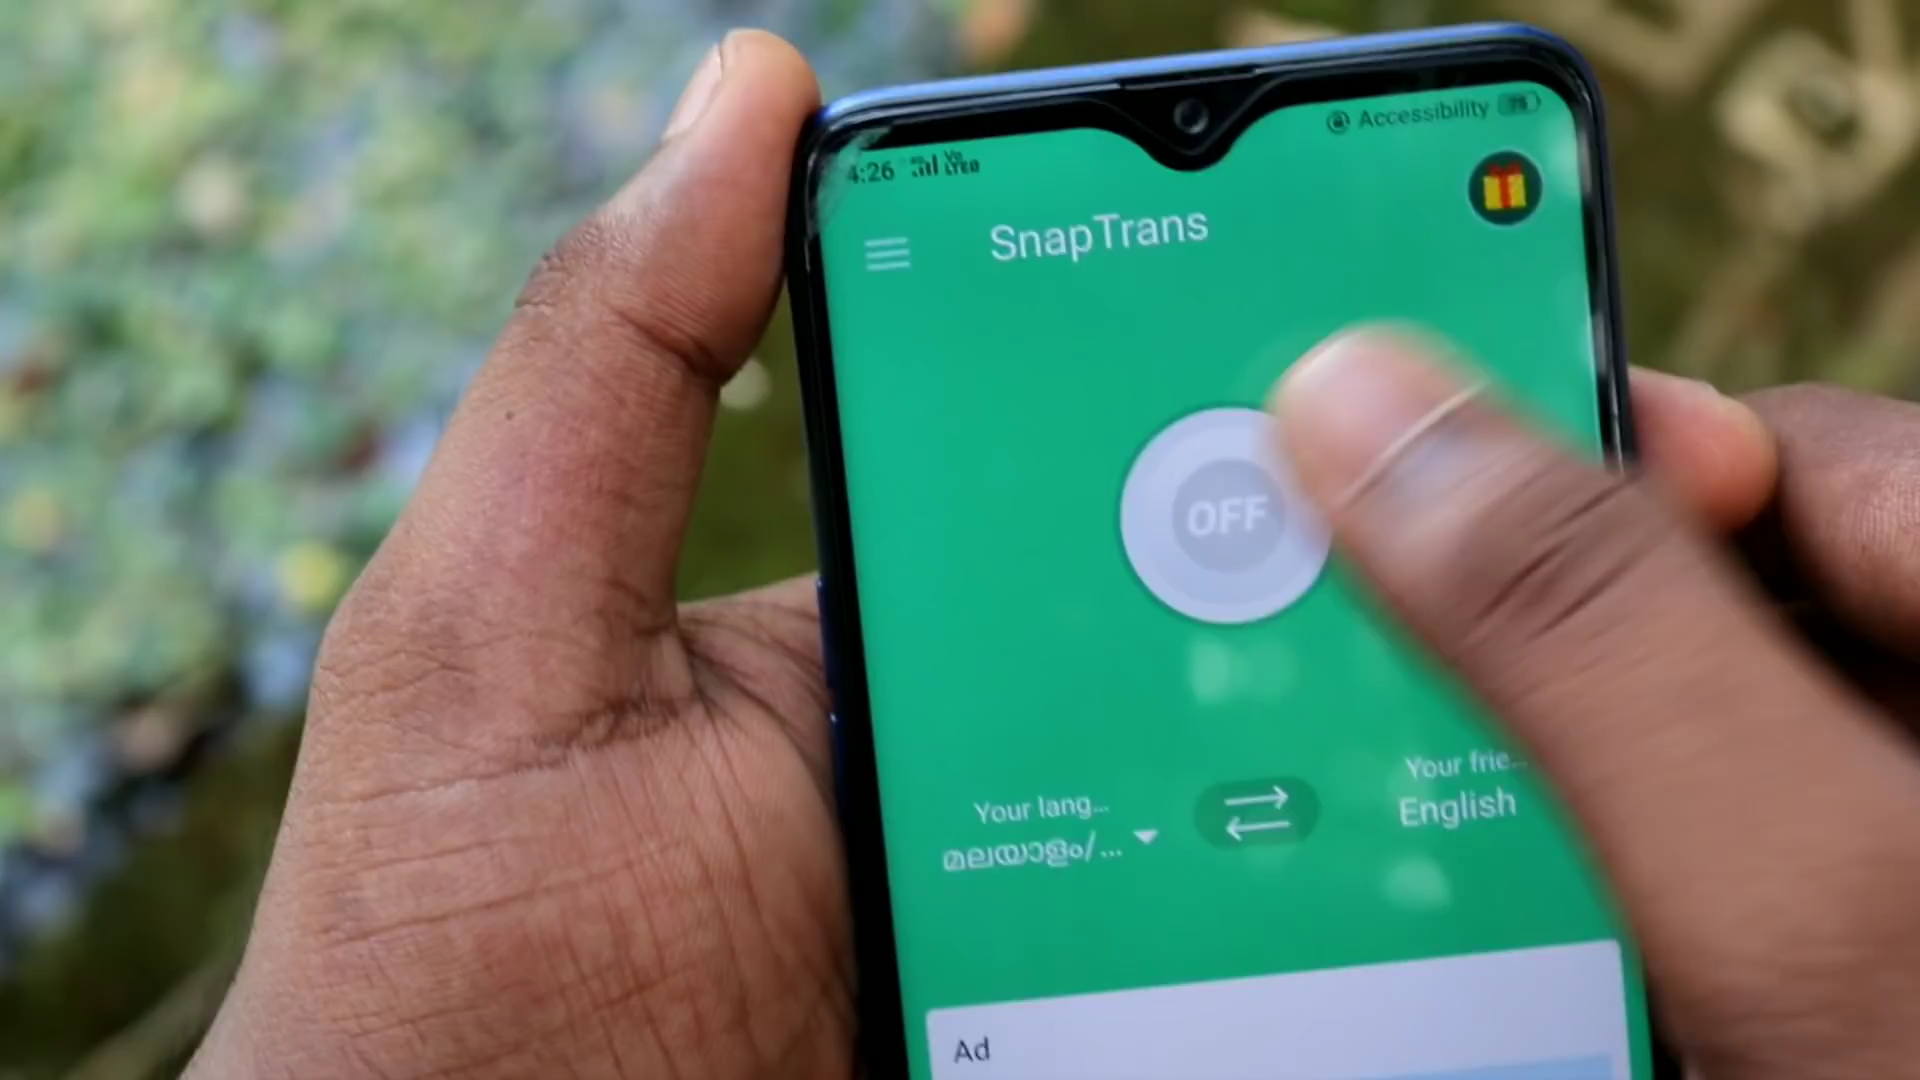 4:26
Accessibility
SnapTrans
OFF
Your lang...
മലയാളം/...
Your frie...
English
Ad